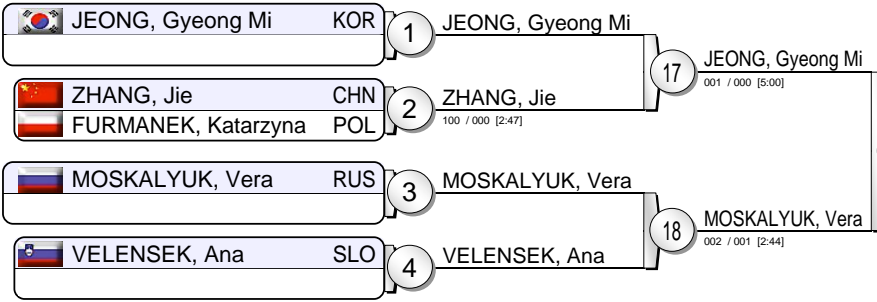 JEONG, Gyeong Mi KOR
1
JEONG, Gyeong Mi
ZHANG, Jie CHN
FURMANEK, Katarzyna POL
2
ZHANG, Jie
100 / 000 [2:47]
17
JEONG, Gyeong Mi
001 / 000 [5:00]
MOSKALYUK, Vera RUS
3
MOSKALYUK, Vera
VELENSEK, Ana SLO
4
VELENSEK, Ana
18
MOSKALYUK, Vera
002 / 001 [2:44]